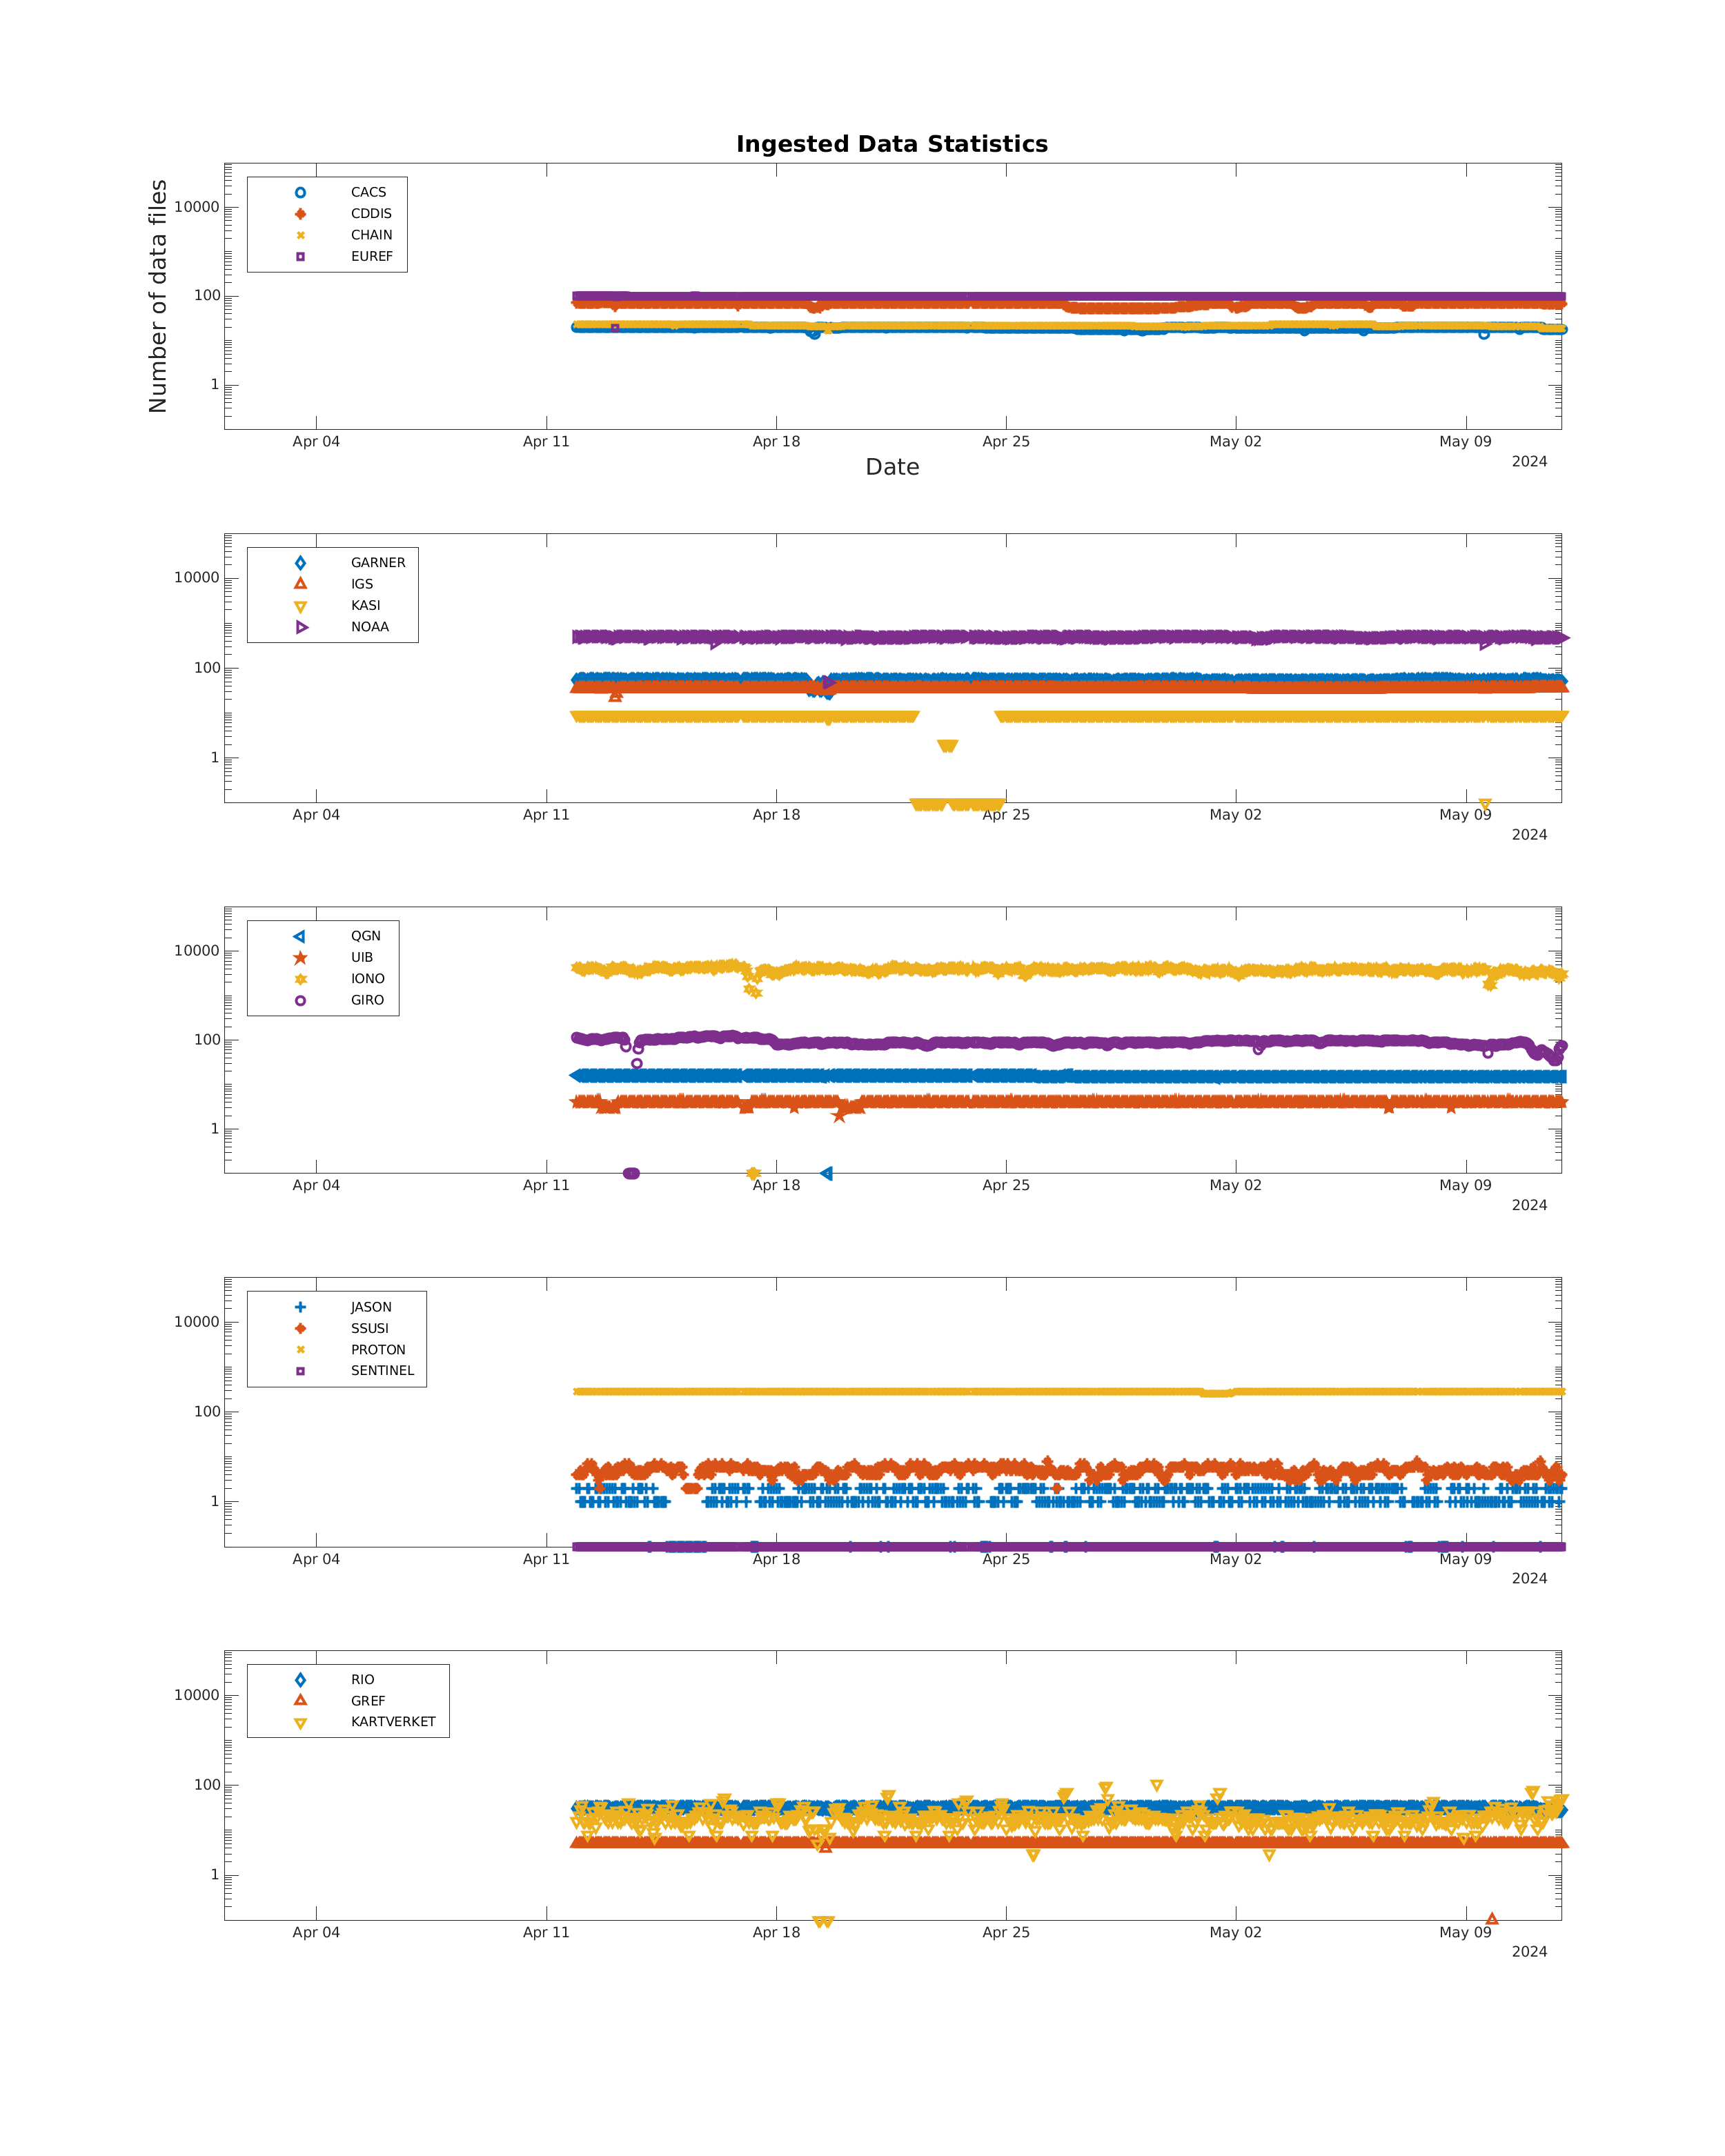 Ingested Data Statistics
Number of data files
10000
100
1
CACS
CDDIS
CHAIN
EUREF
Apr 04 Apr 11 Apr 18 Apr 25 May 02 May 09
2024
Date
10000
100
1
GARNER
IGS
KASI
NOAA
Apr 04 Apr 11 Apr 18 Apr 25 May 02 May 09
2024
10000
100
1
QGN
UIB
IONO
GIRO
Apr 04 Apr 11 Apr 18 Apr 25 May 02 May 09
2024
10000
100
1
JASON
SSUSI
PROTON
SENTINEL
Apr 04 Apr 11 Apr 18 Apr 25 May 02 May 09
2024
10000
100
1
RIO
GREF
KARTVERKET
Apr 04 Apr 11 Apr 18 Apr 25 May 02 May 09
2024